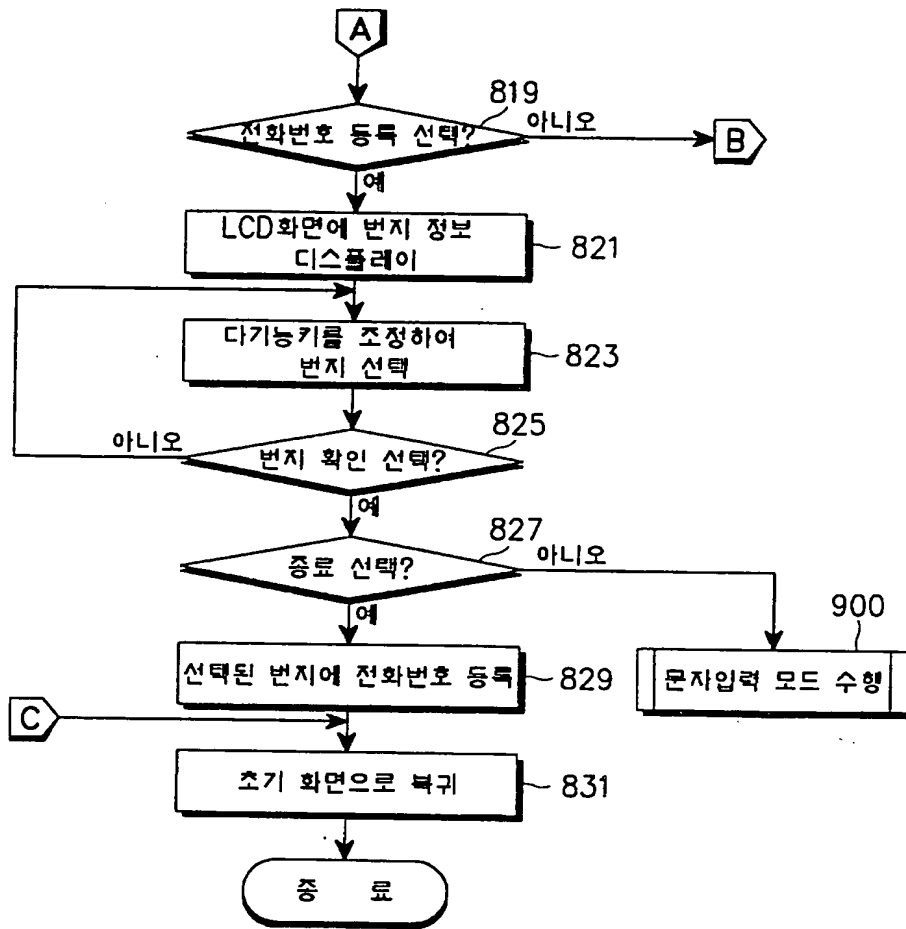 A
819
전화번호 등록 선택?
아니오
B
예
LCD화면에 번지 정보
디스플레이
821
다기능키를 조정하여
번지 선택
823
825
아니오
번지 확인 선택?
예
827
종료 선택?
아니오
예
900
선택된 번지에 전화번호 등록
829
문자입력 모드 수행
C
초기 화면으로 복귀
831
종 료